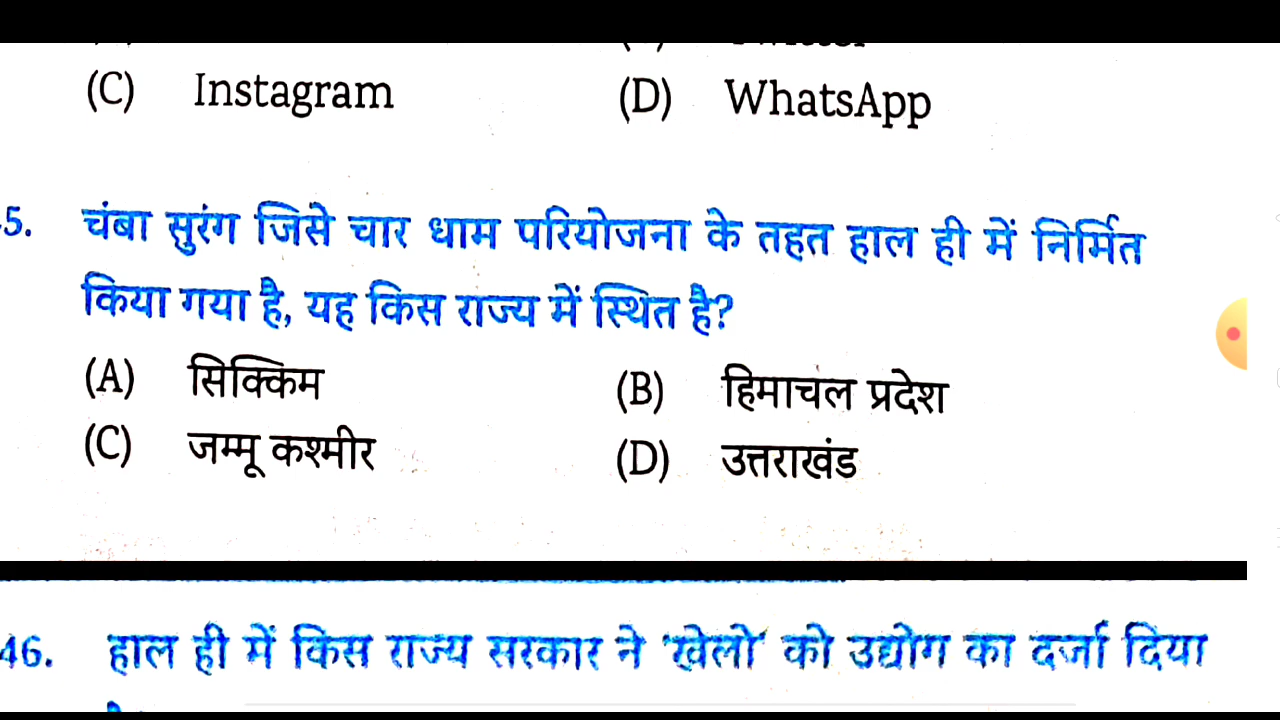 (C) Instagram (D) WhatsApp
5. चंबा सुरंग जिसे चार धाम परियोजना के तहत हाल ही में निर्मित
किया गया है, यह किस राज्य में स्थित है?
(A) सिक्किम (B) हिमाचल प्रदेश
(C) जम्मू कश्मीर (D) उत्तराखंड
46. हाल ही में किस राज्य सरकार ने 'खेलो' को उद्योग का दर्जा दिया